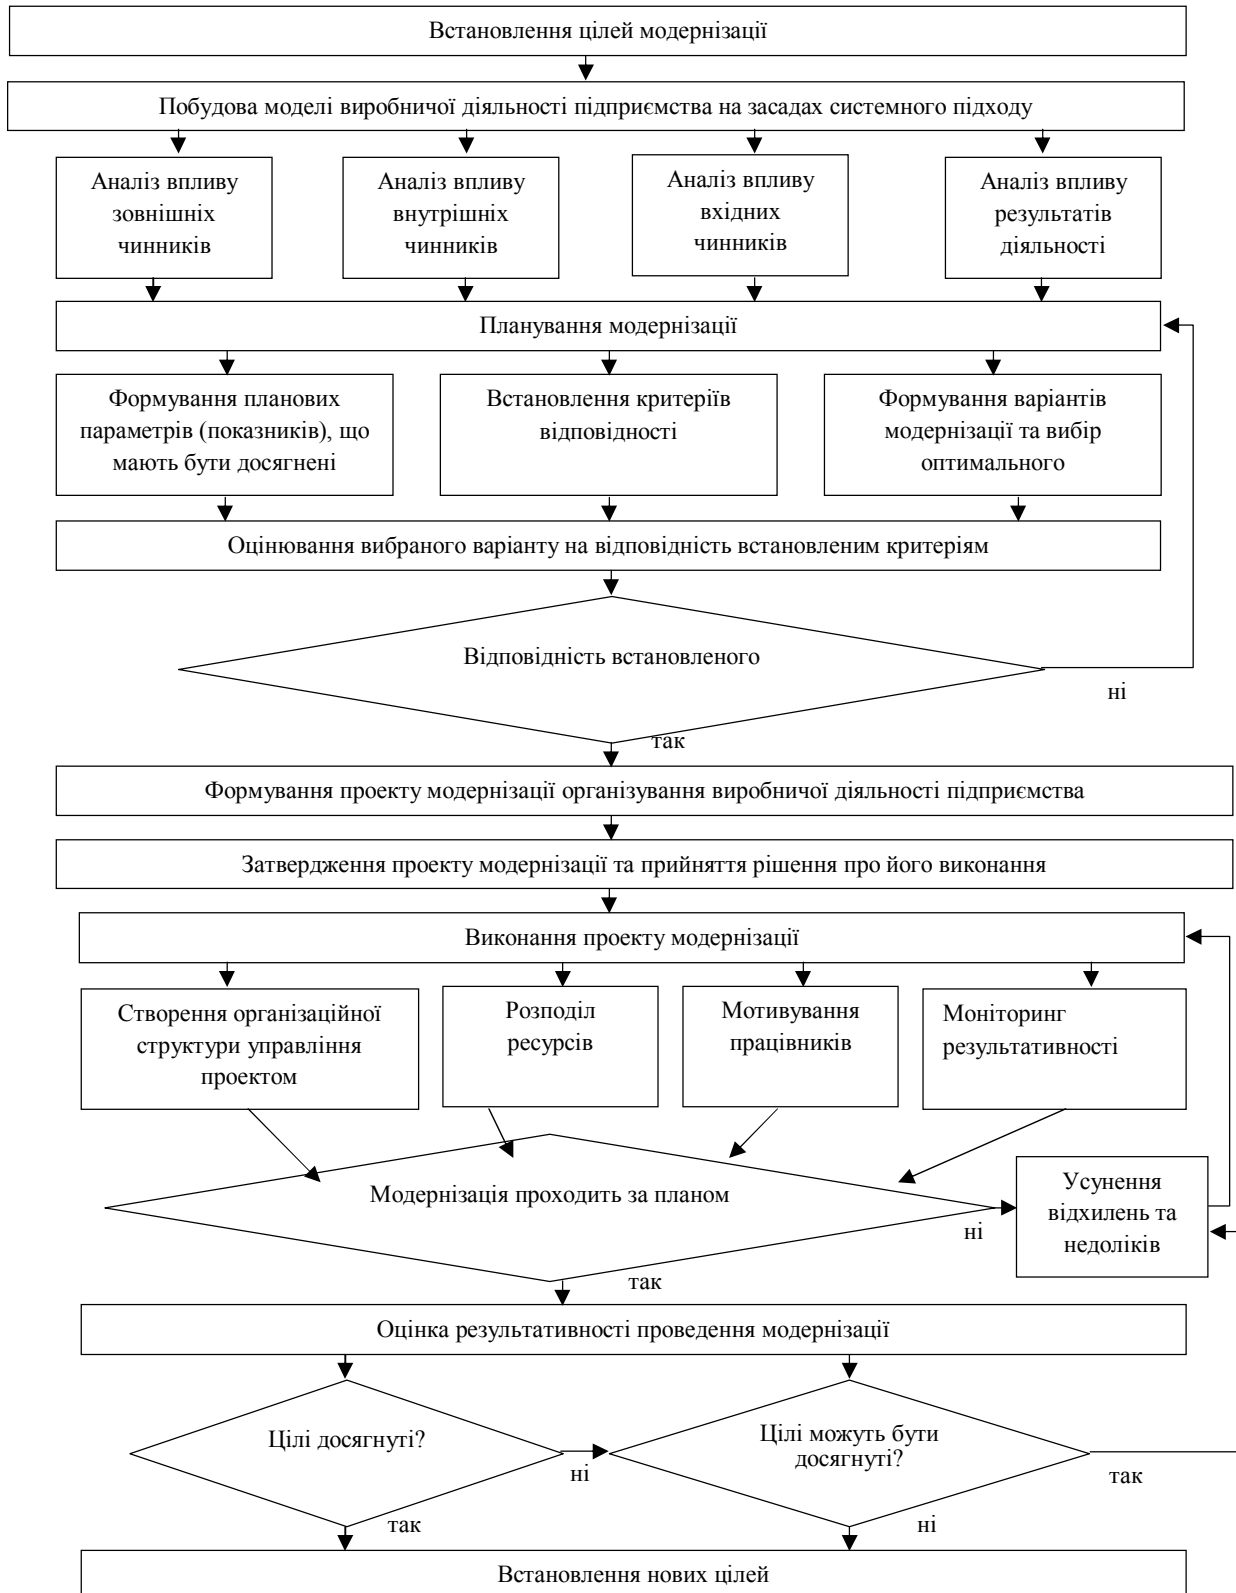 Встановлення цілей модернізації
Побудова моделі виробничої діяльності підприємства на засадах системного підходу
Аналіз впливу
зовнішніх
чинників
Аналіз впливу
внутрішніх
чинників
Аналіз впливу
вхідних
чинників
Аналіз впливу
результатів
діяльності
Планування модернізації
Формування планових
параметрів (показників), що
мають бути досягнені
Встановлення критеріїв
відповідності
Формування варіантів
модернізації та вибір
оптимального
Оцінювання вибраного варіанту на відповідність встановленим критеріям
Відповідність встановленого
ні
так
Формування проекту модернізації організування виробничої діяльності підприємства
Затвердження проекту модернізації та прийняття рішення про його виконання
Виконання проекту модернізації
Створення організаційної
структури управління
проектом
Розподіл
ресурсів
Мотивування
працівників
Моніторинг
результативності
Модернізація проходить за планом
ні
Усунення
відхилень та
недоліків
так
Оцінка результативності проведення модернізації
Цілі досягнуті?
ні
Цілі можуть бути
досягнуті?
так
так
ні
Встановлення нових цілей